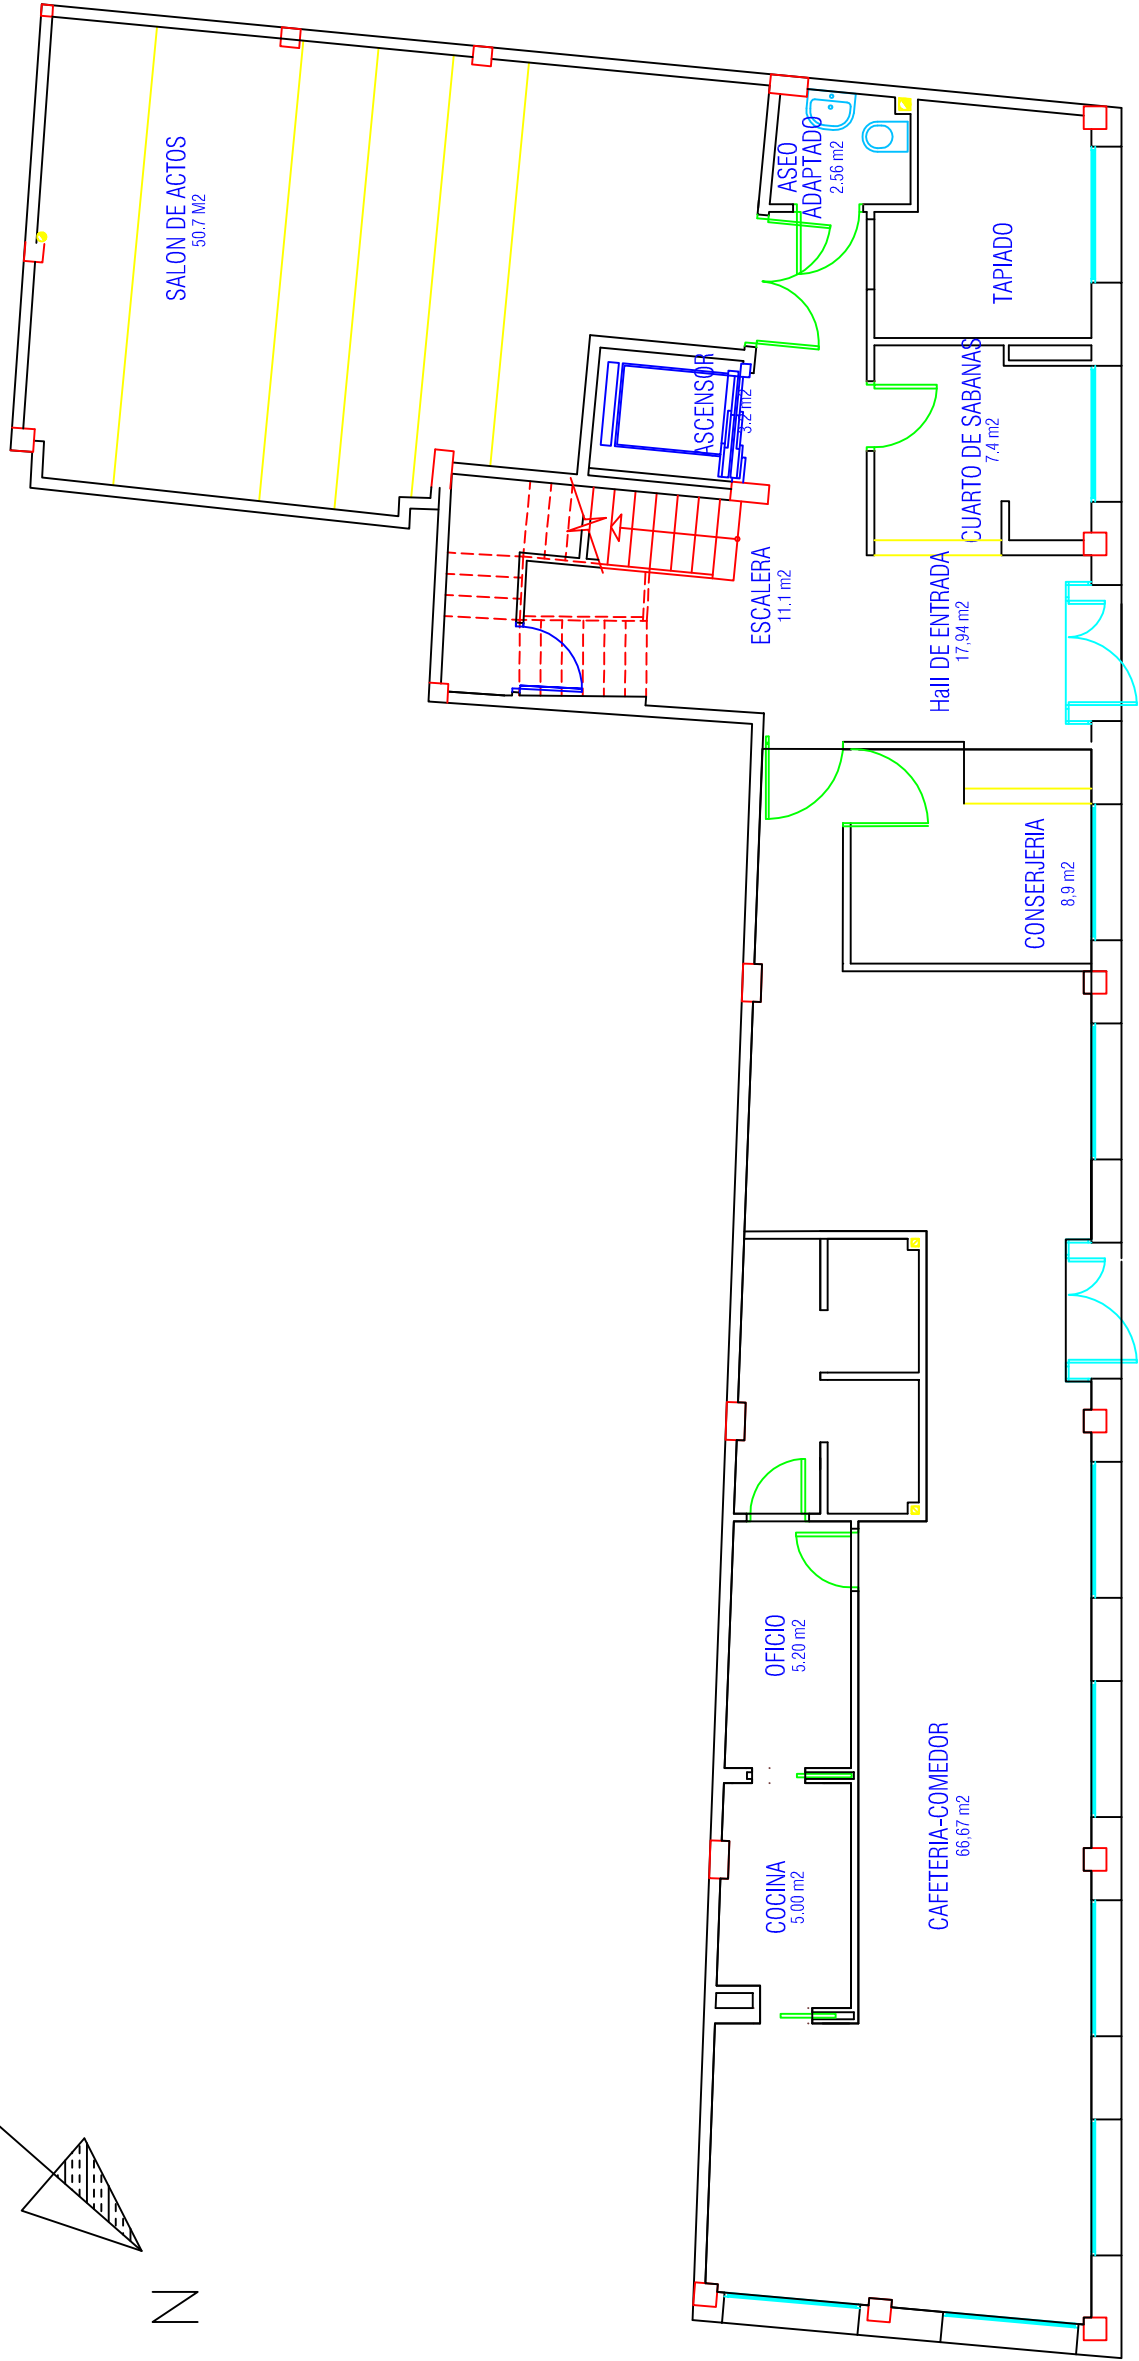 SALON DE ACTOS
50.7 M2
ASEO
ADAPTADO
2.56 m2
TAPIADO
ASCENSOR
3.2 m2
CUARTO DE SABANAS
7.4 m2
ESCALERA
11.1 m2
Hall DE ENTRADA
17,94 m2
CONSERJERIA
8,9 m2
OFICIO
5.20 m2
COCINA
5.00 m2
CAFETERIA-COMEDOR
66,67 m2
N